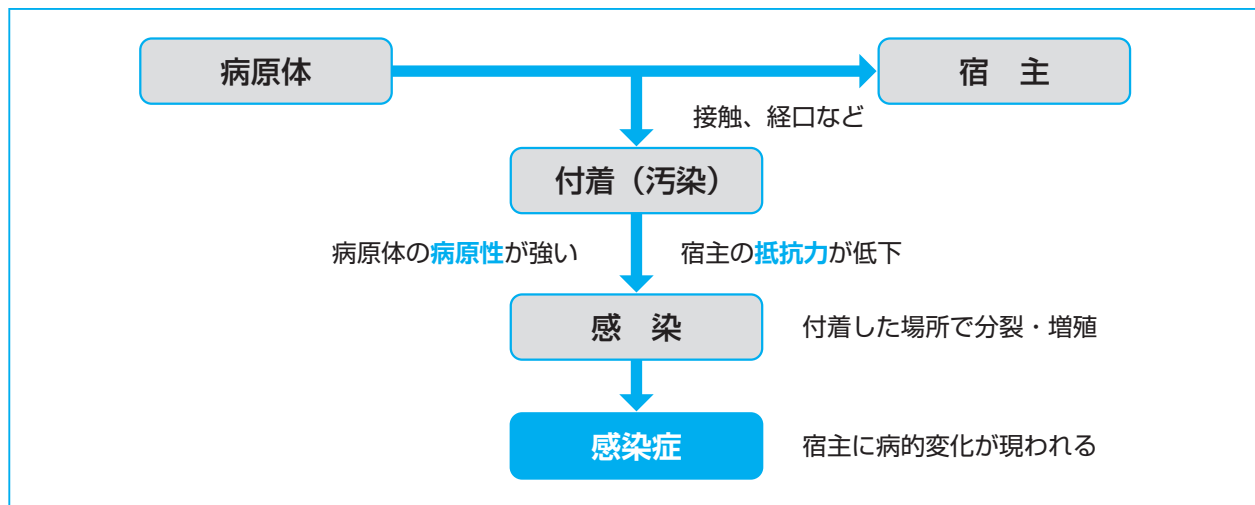 病原体
宿　主
接触、経口など
付着（汚染）
病原体の病原性が強い
宿主の抵抗力が低下
感　染
付着した場所で分裂・増殖
感染症
宿主に病的変化が現われる